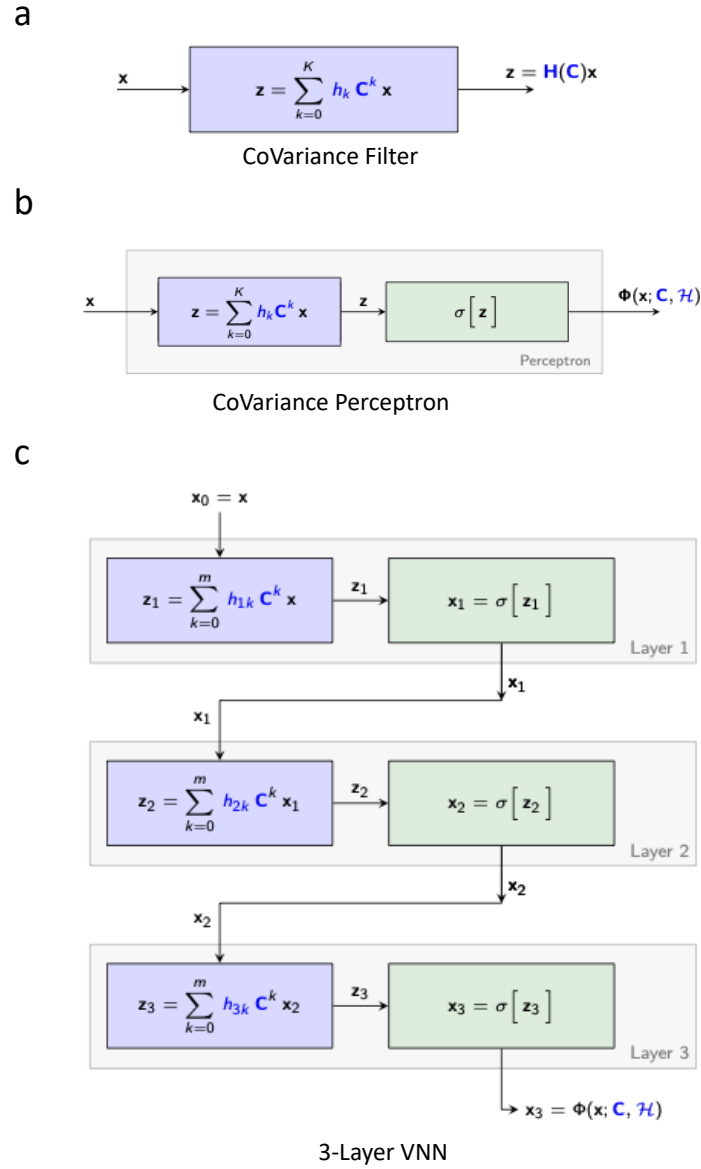 a
x
z = ∑_{k=0}^{K} h_k C^k x
z = H(C)x
CoVariance Filter
b
x
z = ∑_{k=0}^{K} h_k C^k x
z
σ[z]
Φ(x; C, ℋ)
Perceptron
CoVariance Perceptron
c
x_0 = x
z_1 = ∑_{k=0}^{m} h_{1k} C^k x
z_1
x_1 = σ[z_1]
Layer 1
x_1
x_1
z_2 = ∑_{k=0}^{m} h_{2k} C^k x_1
z_2
x_2 = σ[z_2]
Layer 2
x_2
x_2
z_3 = ∑_{k=0}^{m} h_{3k} C^k x_2
z_3
x_3 = σ[z_3]
Layer 3
x_3 = Φ(x; C, ℋ)
3-Layer VNN